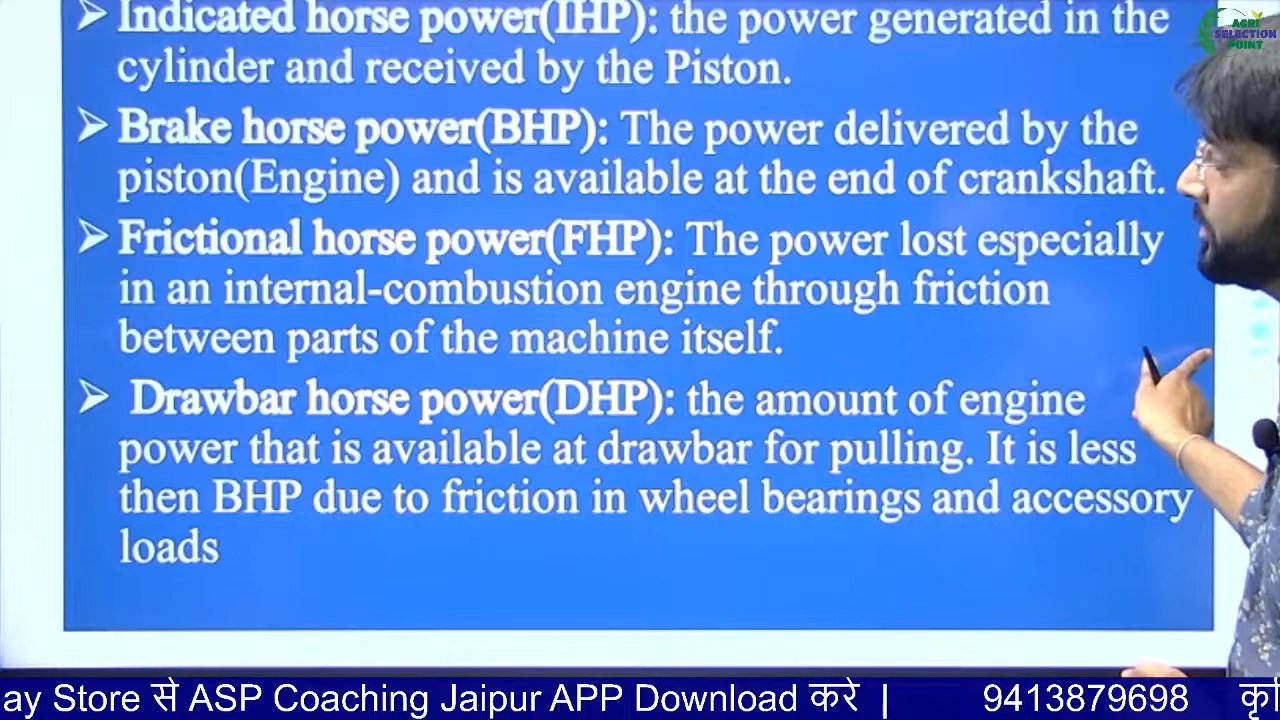 ➢ Indicated horse power(IHP): the power generated in the
cylinder and received by the Piston.
➢ Brake horse power(BHP): The power delivered by the
piston(Engine) and is available at the end of crankshaft.
➢ Frictional horse power(FHP): The power lost especially
in an internal-combustion engine through friction
between parts of the machine itself.
➢ Drawbar horse power(DHP): the amount of engine
power that is available at drawbar for pulling. It is less
then BHP due to friction in wheel bearings and accessory
loads
AGRI
SELECTION
POINT
ay Store से ASP Coaching Jaipur APP Download करे | 9413879698